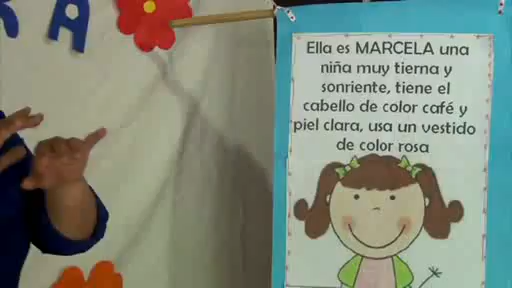 RA
Ella es MARCELA una
niña muy tierna y
sonriente, tiene el
cabello de color café y
piel clara, usa un vestido
de color rosa